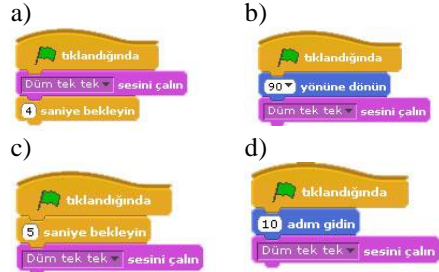 a)
tıklandığında
Düm tek tek sesini çalın
4 saniye bekleyin
b)
tıklandığında
90 yönüne dönün
Düm tek tek sesini çalın
c)
tıklandığında
5 saniye bekleyin
Düm tek tek sesini çalın
d)
tıklandığında
10 adım gidin
Düm tek tek sesini çalın